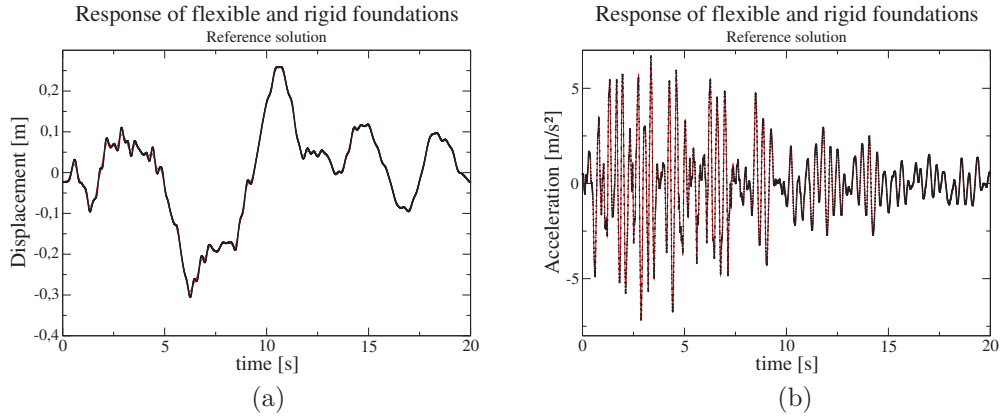 Response of flexible and rigid foundations
Reference solution
Displacement [m]
0,2
0,1
0
-0,1
-0,2
-0,3
-0,4
0 5 10 15 20
time [s]
(a)
Response of flexible and rigid foundations
Reference solution
Acceleration [m/s²]
5
0
-5
0 5 10 15 20
time [s]
(b)